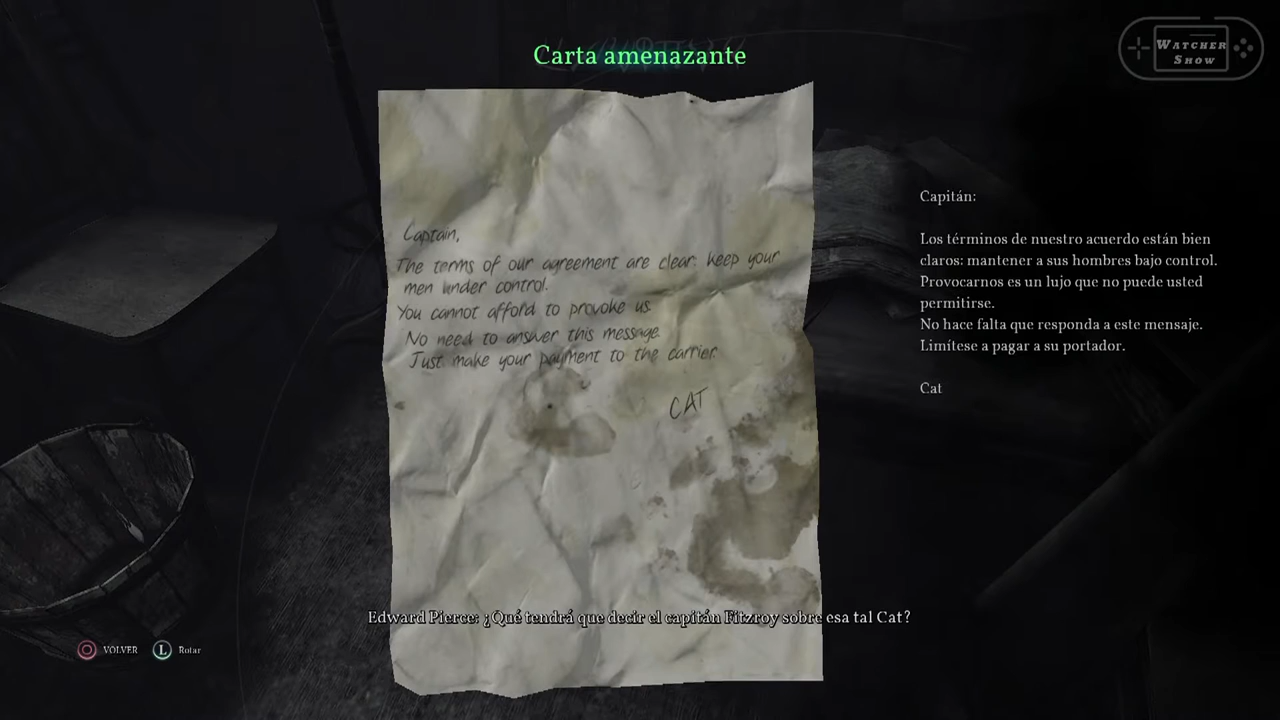 Carta amenazante
WATCHER
SHOW
Captain,
The terms of our agreement are clear: keep your
men under control.
You cannot afford to provoke us.
No need to answer this message.
Just make your payment to the carrier.
CAT
Capitán:
Los términos de nuestro acuerdo están bien
claros: mantener a sus hombres bajo control.
Provocarnos es un lujo que no puede usted
permitirse.
No hace falta que responda a este mensaje.
Limítese a pagar a su portador.
Cat
Edward Pierce: ¿Qué tendrá que decir el capitán Fitzroy sobre esa tal Cat?
VOLVER
L Rotar